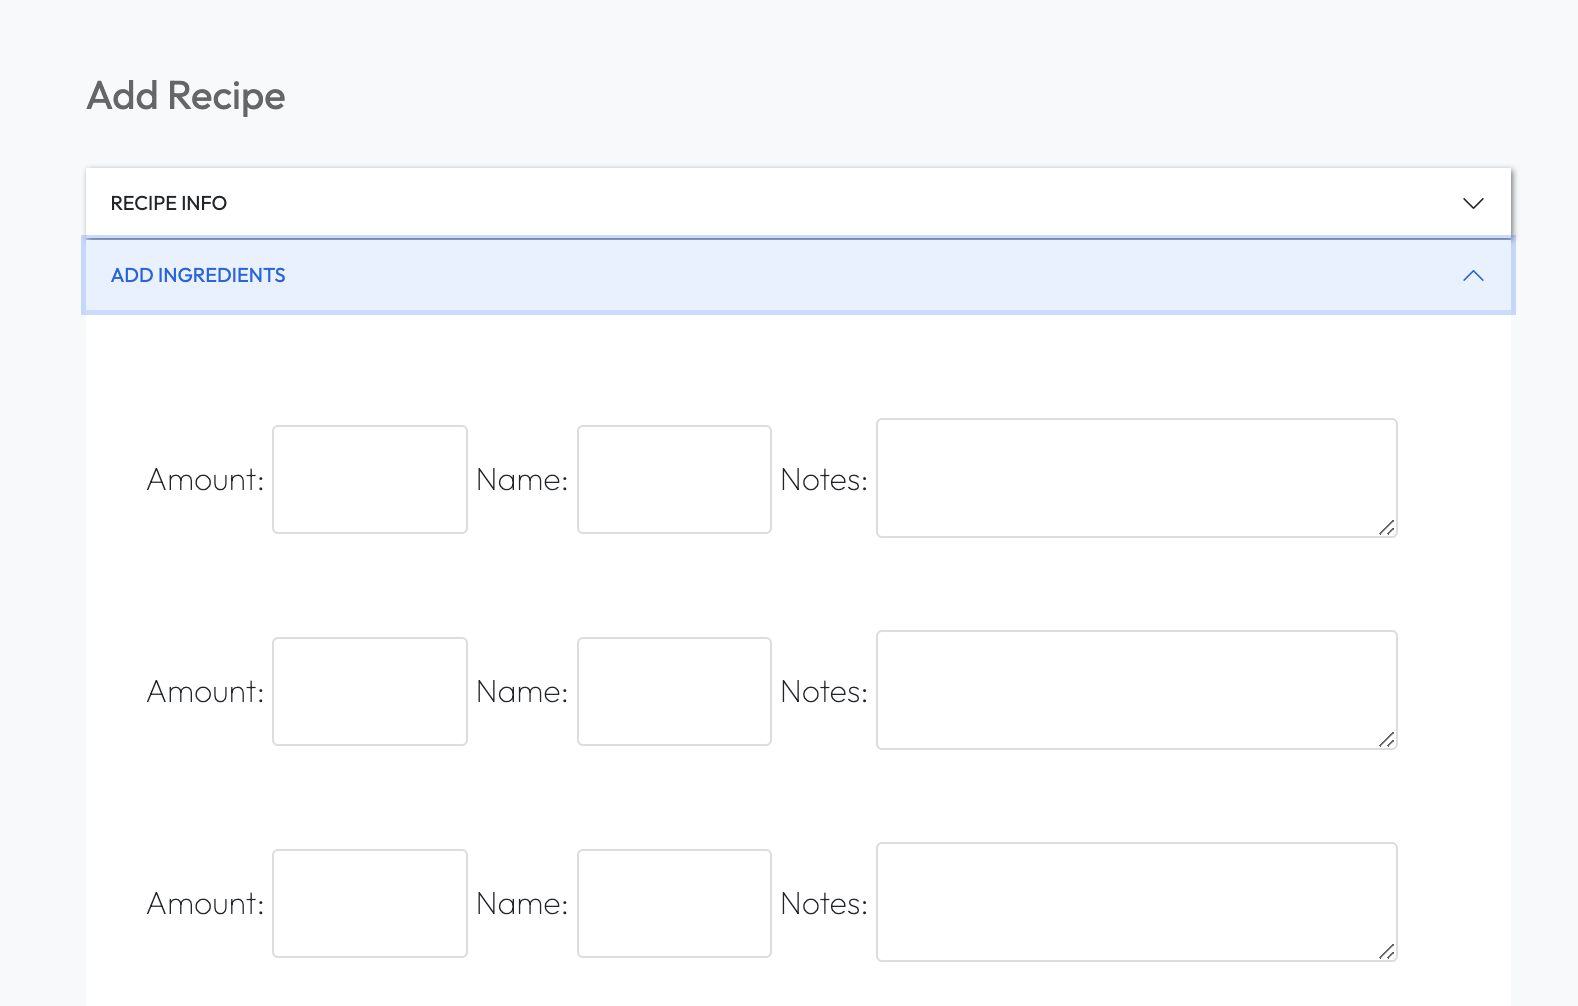 Add Recipe
RECIPE INFO
ADD INGREDIENTS
Amount: Name: Notes:
Amount: Name: Notes:
Amount: Name: Notes: